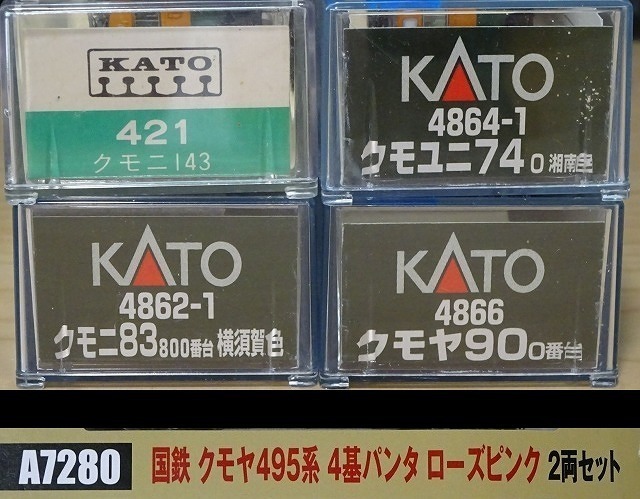 KATO
421
クモニ143
KATO
4864-1
クモユニ74 0 湘南色
KATO
4862-1
クモニ83 800番台 横須賀色
KATO
4866
クモヤ90 0番台
A7280 国鉄 クモヤ495系 4基パンタ ローズピンク 2両セット